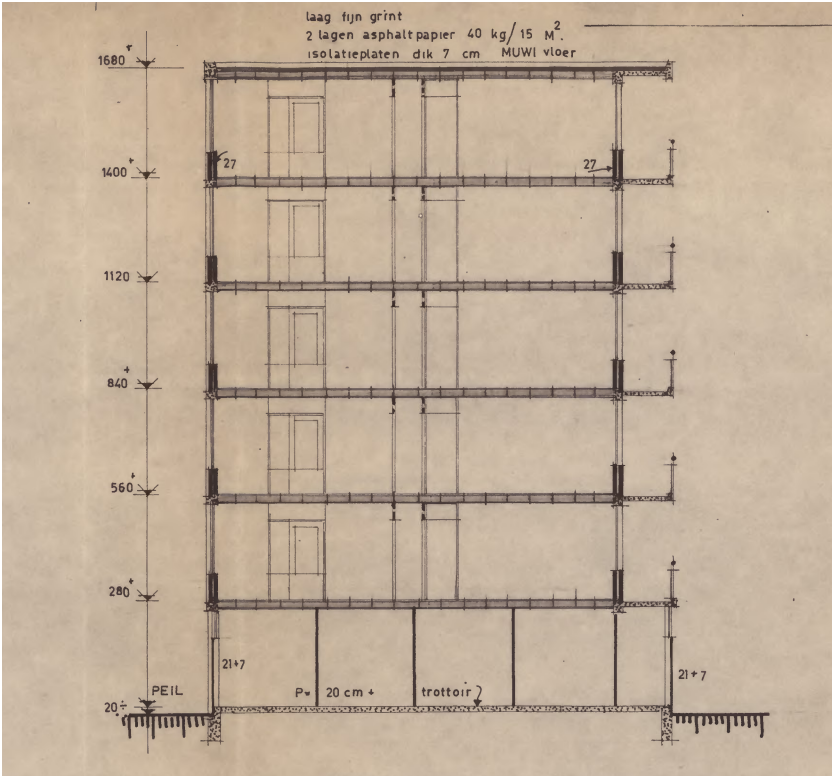 laag fijn grint
2 lagen asphaltpapier 40 kg/15 M².
isolatieplaten dik 7 cm MUWI vloer
1680+
27
27
1400+
1120+
840+
560+
280+
21+7
21+7
PEIL
P= 20 cm + trottoir
20÷